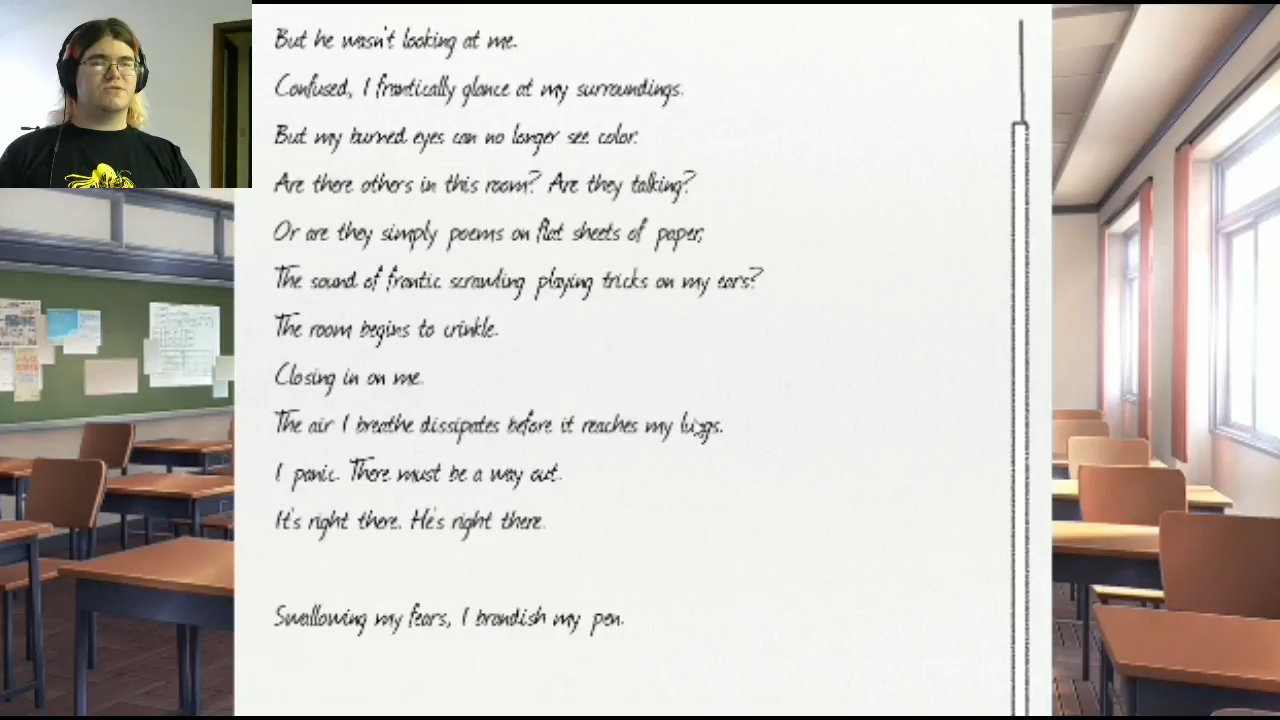 But he wasn't looking at me.
Confused, I frantically glance at my surroundings.
But my burned eyes can no longer see color.
Are there others in this room? Are they talking?
Or are they simply poems on flat sheets of paper,
The sound of frantic scrawling playing tricks on my ears?
The room begins to crinkle.
Closing in on me.
The air I breathe dissipates before it reaches my lungs.
I panic. There must be a way out.
It's right there. He's right there.
Swallowing my fears, I brandish my pen.